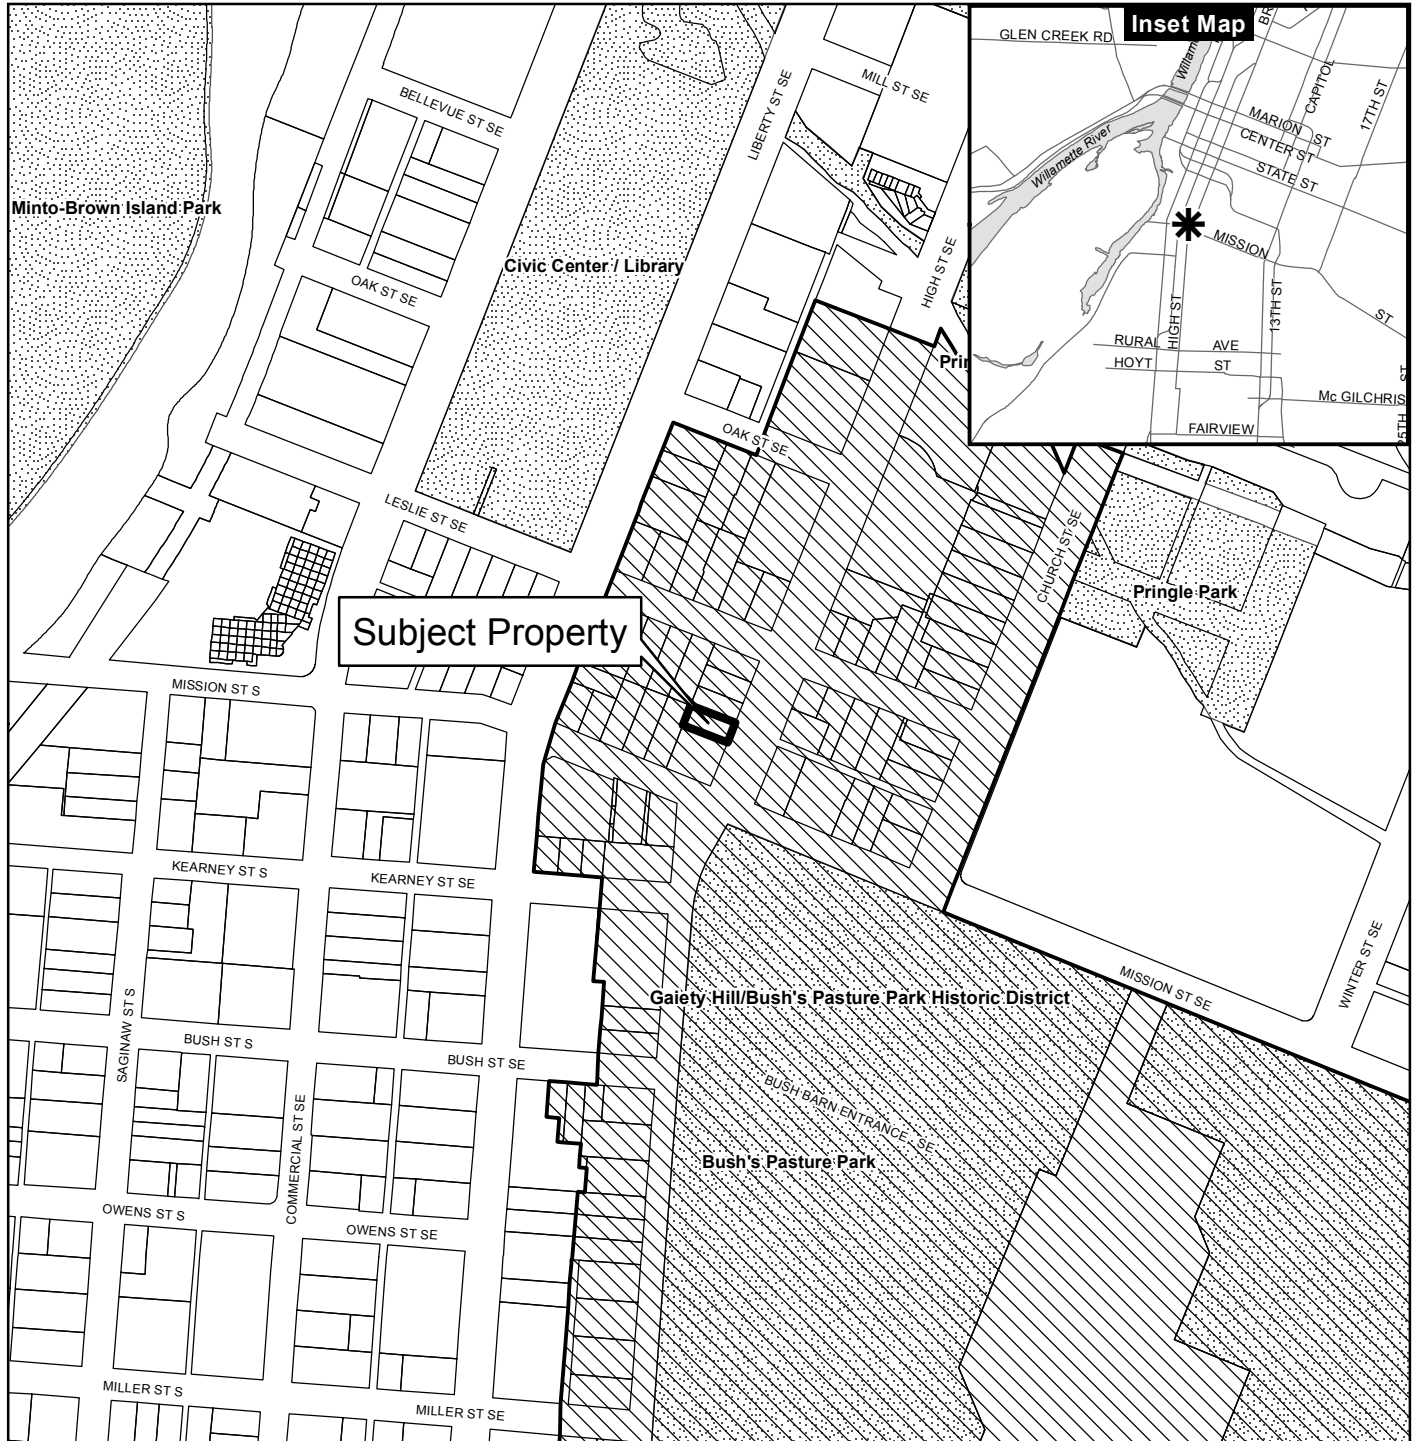 Inset Map
GLEN CREEK RD
Willamette River
CAPITOL
17TH ST
MARION ST
CENTER ST
STATE ST
MISSION
ST
HIGH ST
13TH ST
RURAL AVE
HOYT ST
Mc GILCHRIS
FAIRVIEW
25TH ST
BELLEVUE ST SE
LIBERTY ST SE
MILL ST SE
Minto-Brown Island Park
Civic Center / Library
OAK ST SE
HIGH ST SE
Prin
OAK ST SE
LESLIE ST SE
CHURCH ST SE
Pringle Park
Subject Property
MISSION ST S
KEARNEY ST S
KEARNEY ST SE
MISSION ST SE
WINTER ST SE
Gaiety Hill/Bush's Pasture Park Historic District
SAGINAW ST S
BUSH ST S
BUSH ST SE
BUSH BARN ENTRANCE SE
COMMERCIAL ST SE
Bush's Pasture Park
OWENS ST S
OWENS ST SE
MILLER ST S
MILLER ST SE